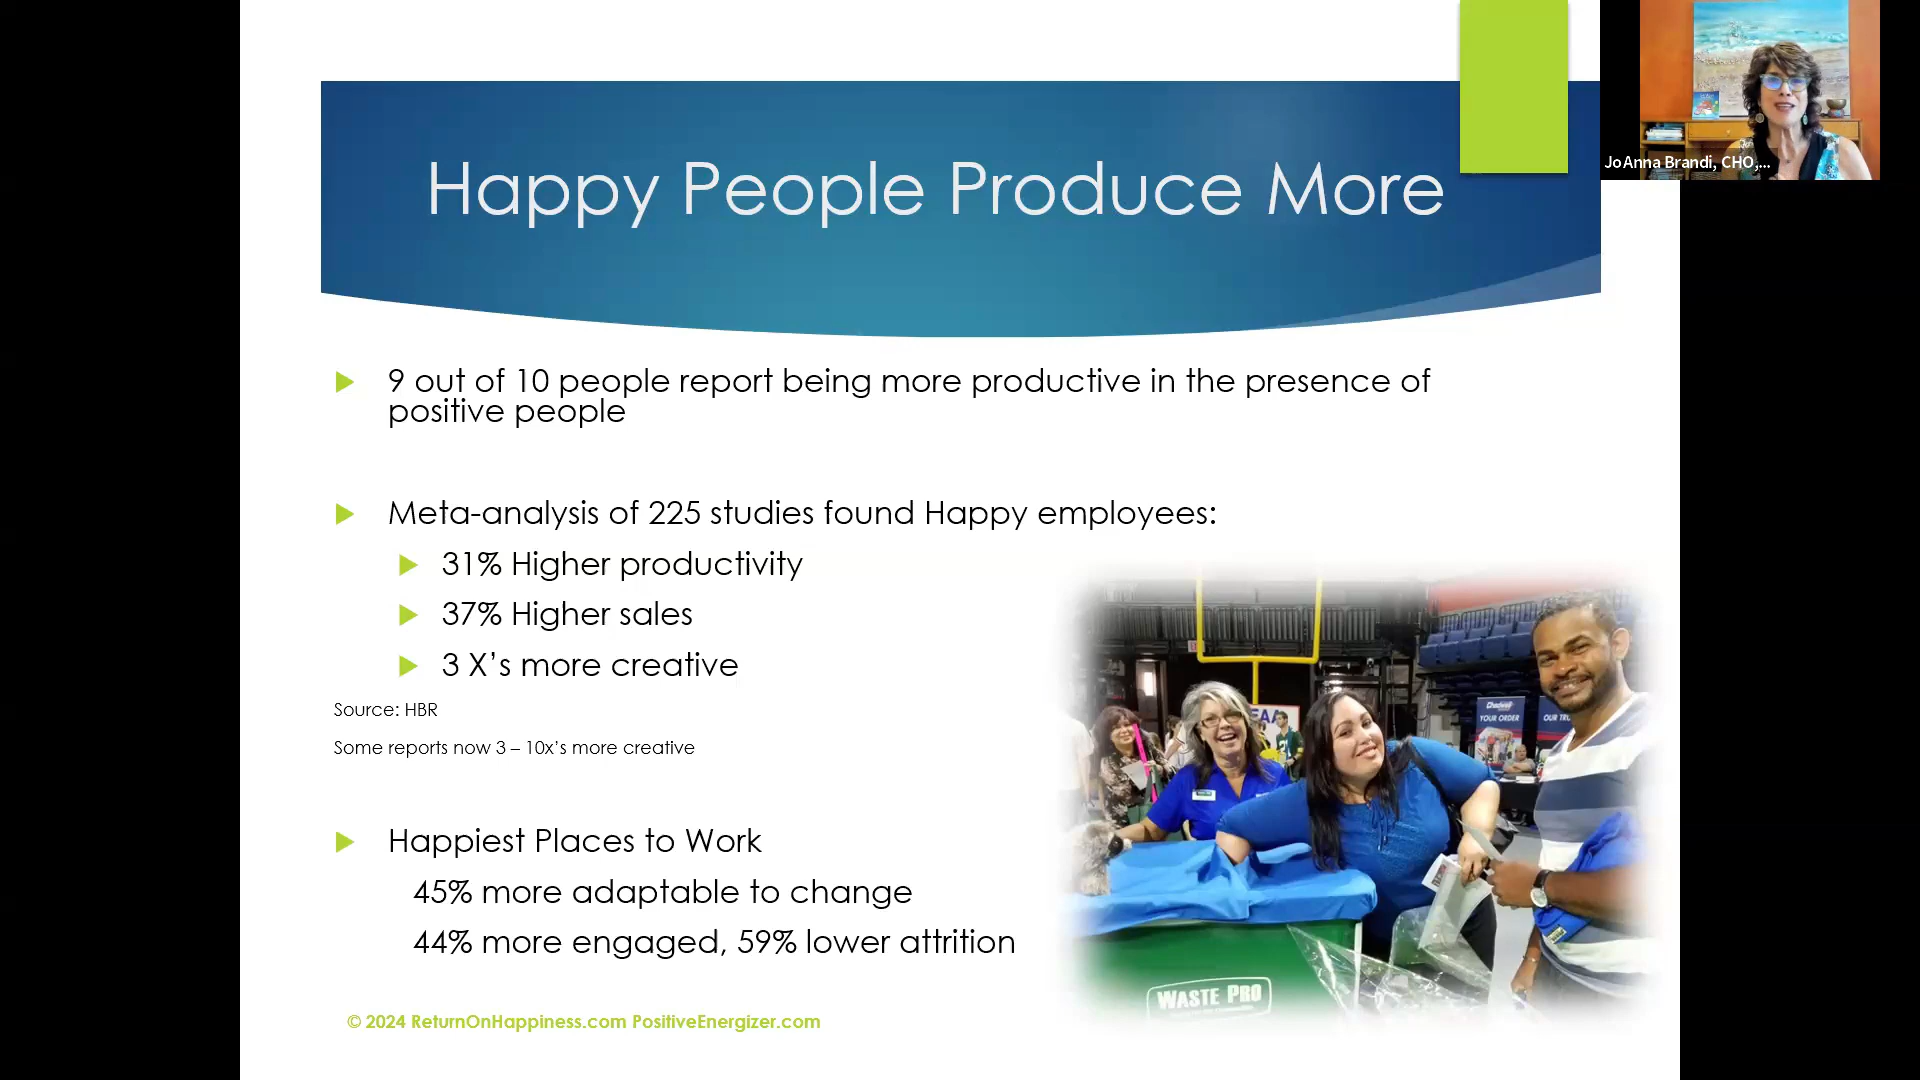 Happy People Produce More
JoAnna Brandi, CHO,...
9 out of 10 people report being more productive in the presence of
positive people
Meta-analysis of 225 studies found Happy employees:
31% Higher productivity
37% Higher sales
3 X’s more creative
Source: HBR
Some reports now 3 – 10x’s more creative
Happiest Places to Work
45% more adaptable to change
44% more engaged, 59% lower attrition
YOUR ORDER
WASTE PRO
© 2024 ReturnOnHappiness.com PositiveEnergizer.com